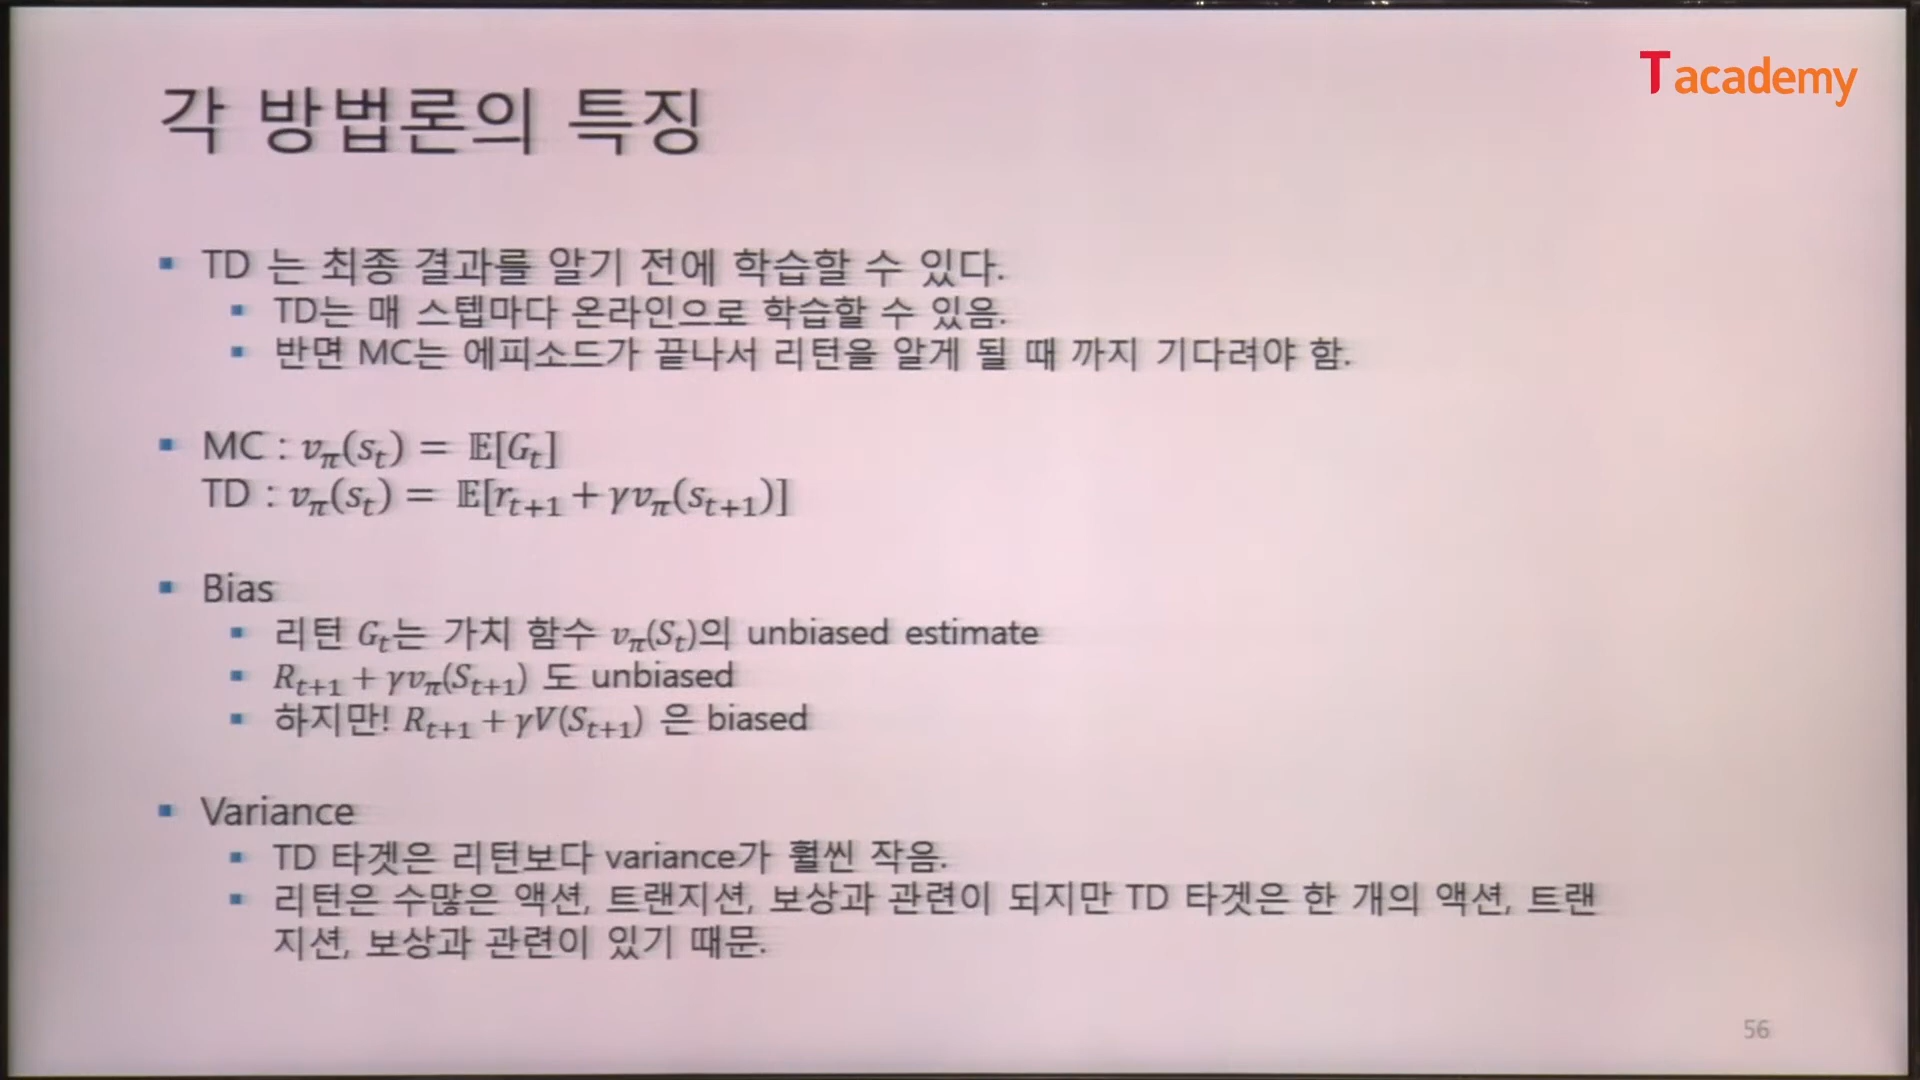 T academy
각 방법론의 특징
▪ TD 는 최종 결과를 알기 전에 학습할 수 있다.
▪ TD는 매 스텝마다 온라인으로 학습할 수 있음.
▪ 반면 MC는 에피소드가 끝나서 리턴을 알게 될 때 까지 기다려야 함.
▪ MC : v_π(s_t) = 𝔼[G_t]
TD : v_π(s_t) = 𝔼[r_{t+1} + γv_π(s_{t+1})]
▪ Bias
▪ 리턴 G_t는 가치 함수 v_π(S_t)의 unbiased estimate
▪ R_{t+1} + γv_π(S_{t+1}) 도 unbiased
▪ 하지만! R_{t+1} + γV(S_{t+1}) 은 biased
▪ Variance
▪ TD 타겟은 리턴보다 variance가 훨씬 작음.
▪ 리턴은 수많은 액션, 트랜지션, 보상과 관련이 되지만 TD 타겟은 한 개의 액션, 트랜
지션, 보상과 관련이 있기 때문.
56